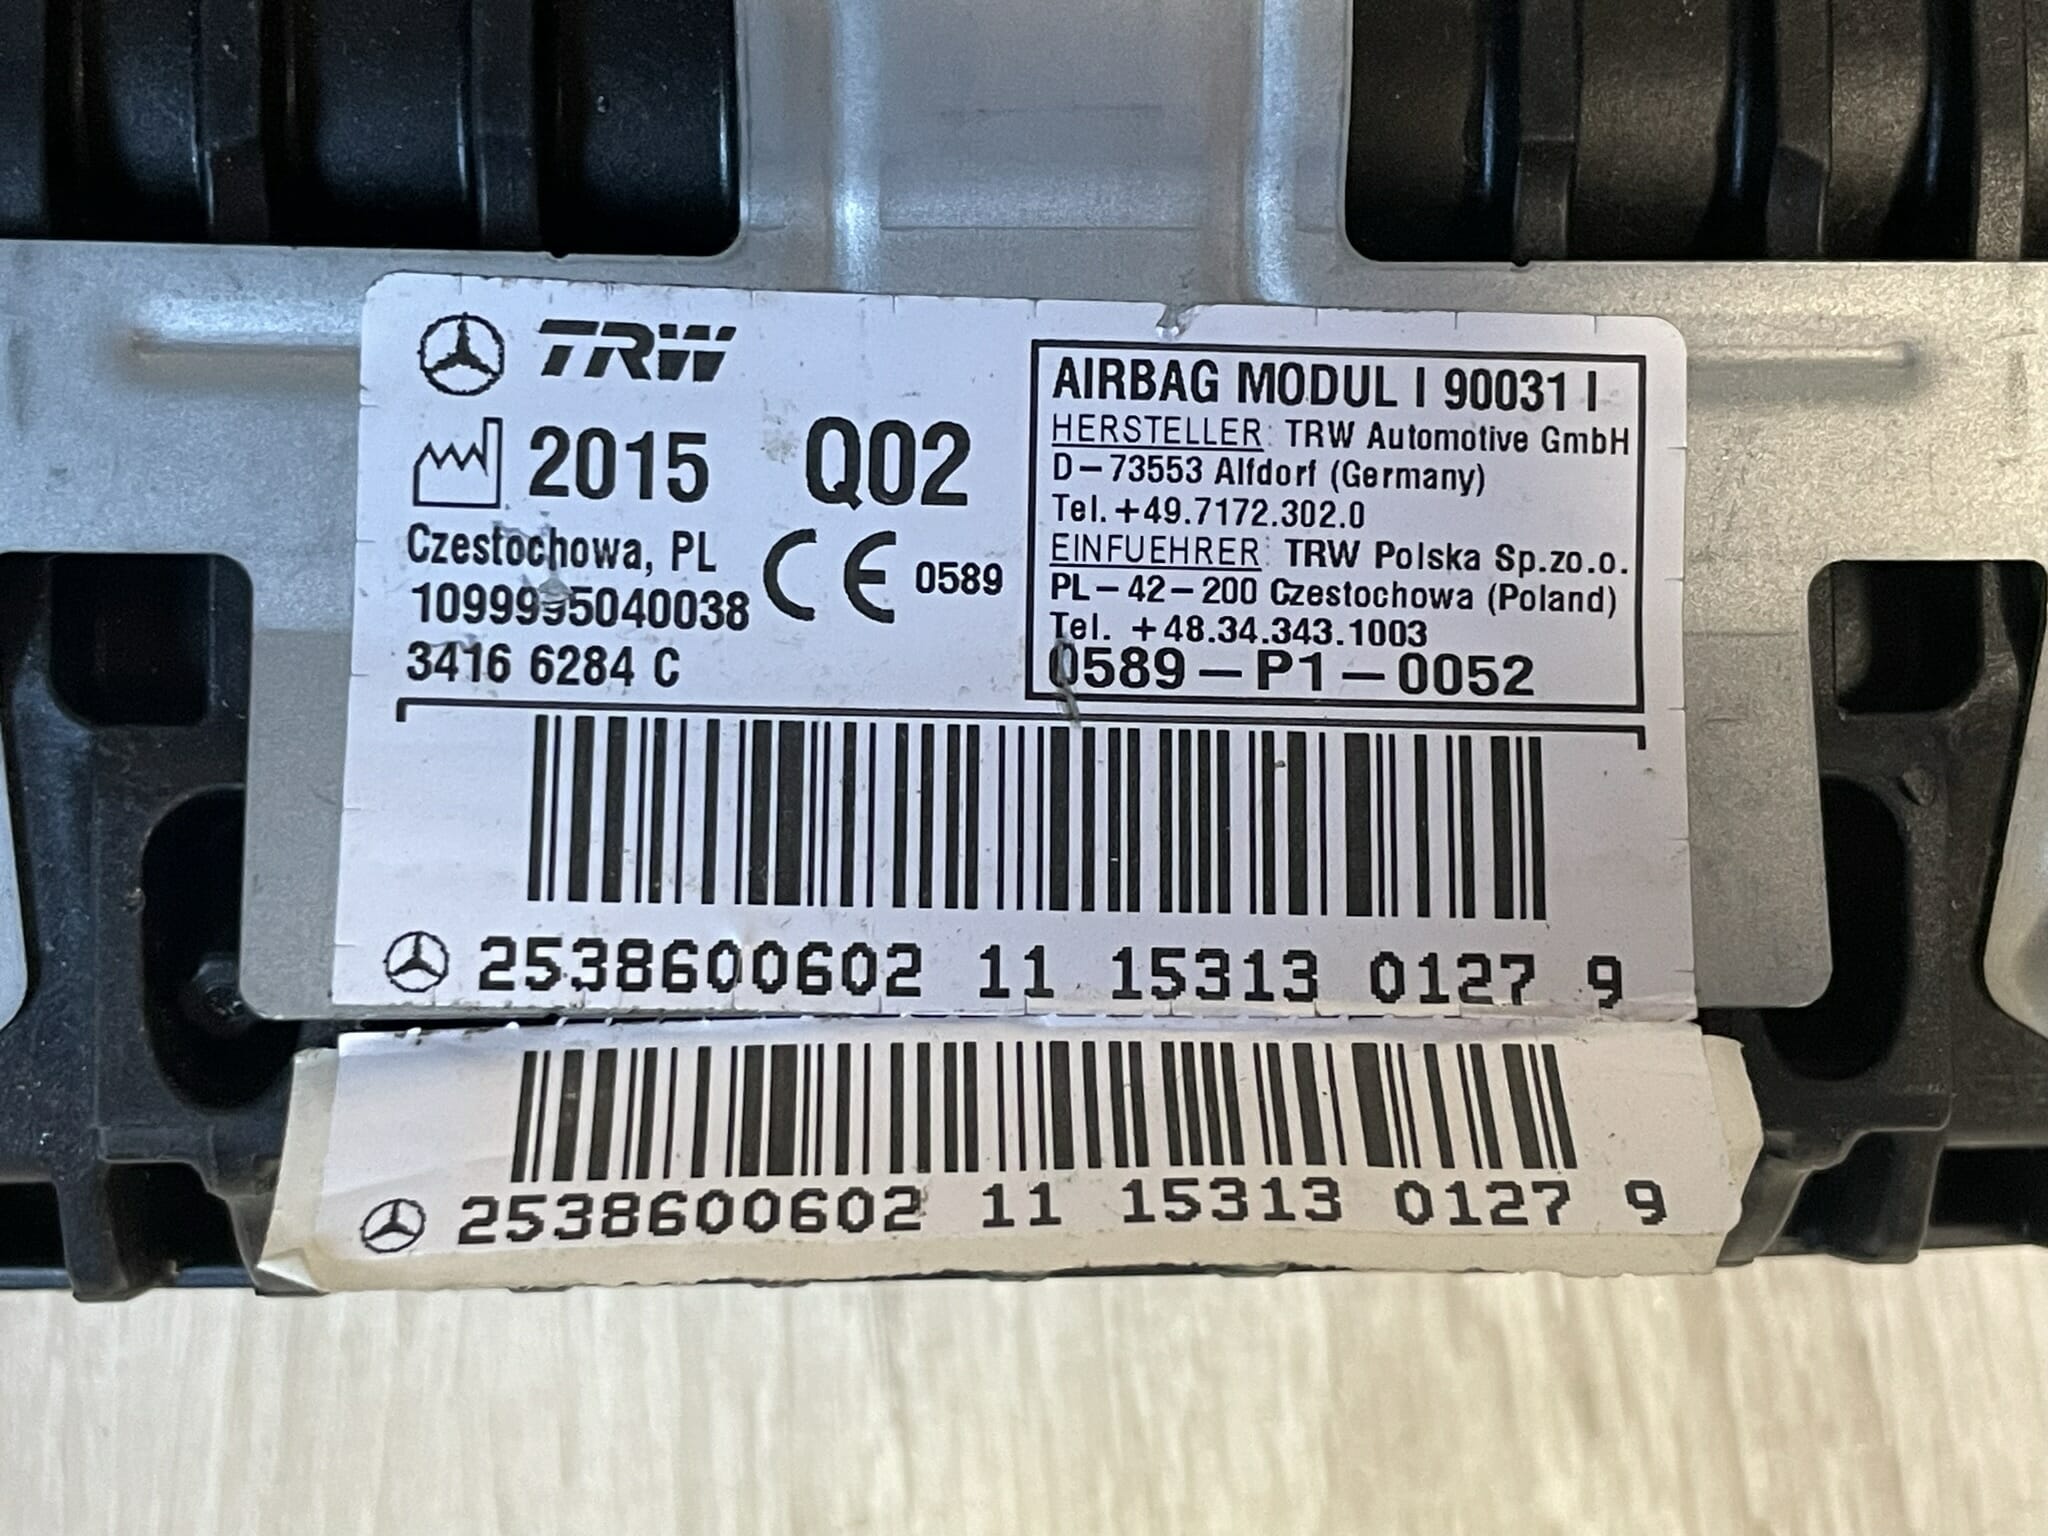 TRW
2015 Q02
Czestochowa, PL
1099995040038
34166284 C
CE 0589
AIRBAG MODUL I 90031 I
HERSTELLER: TRW Automotive GmbH
D-73553 Alfdorf (Germany)
Tel.+49.7172.302.0
EINFUEHRER: TRW Polska Sp.zo.o.
PL-42-200 Czestochowa (Poland)
Tel. +48.34.343.1003
0589-P1-0052
2538600602 11 15313 0127 9
2538600602 11 15313 0127 9